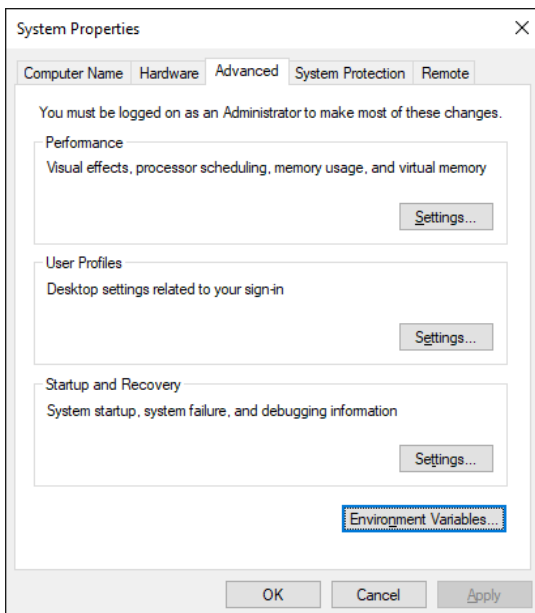 System Properties
Computer Name Hardware Advanced System Protection Remote
You must be logged on as an Administrator to make most of these changes.
Performance
Visual effects, processor scheduling, memory usage, and virtual memory
Settings...
User Profiles
Desktop settings related to your sign-in
Settings...
Startup and Recovery
System startup, system failure, and debugging information
Settings...
Environment Variables...
OK Cancel Apply